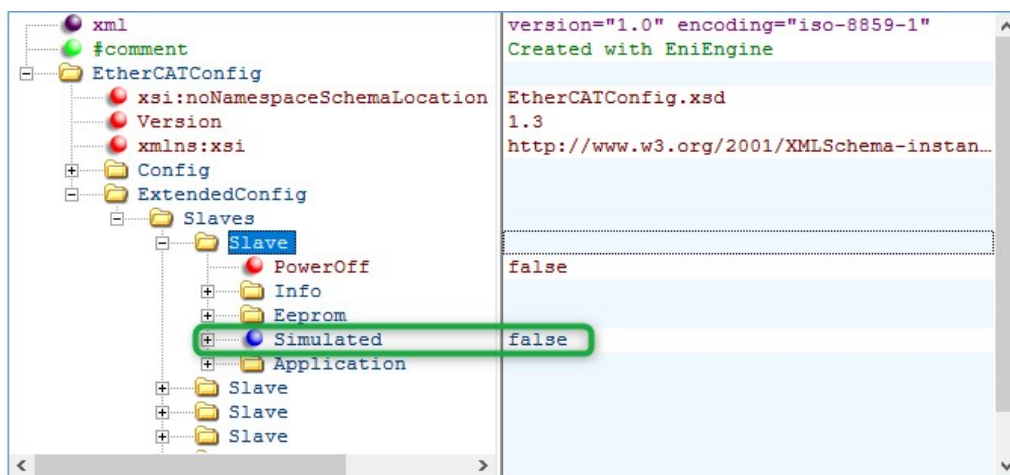 xml version="1.0" encoding="iso-8859-1"
#comment Created with EniEngine
EtherCATConfig
xsi:noNamespaceSchemaLocation EtherCATConfig.xsd
Version 1.3
xmlns:xsi http://www.w3.org/2001/XMLSchema-instan...
Config
ExtendedConfig
Slaves
Slave
PowerOff false
Info
Eeprom
Simulated false
Application
Slave
Slave
Slave